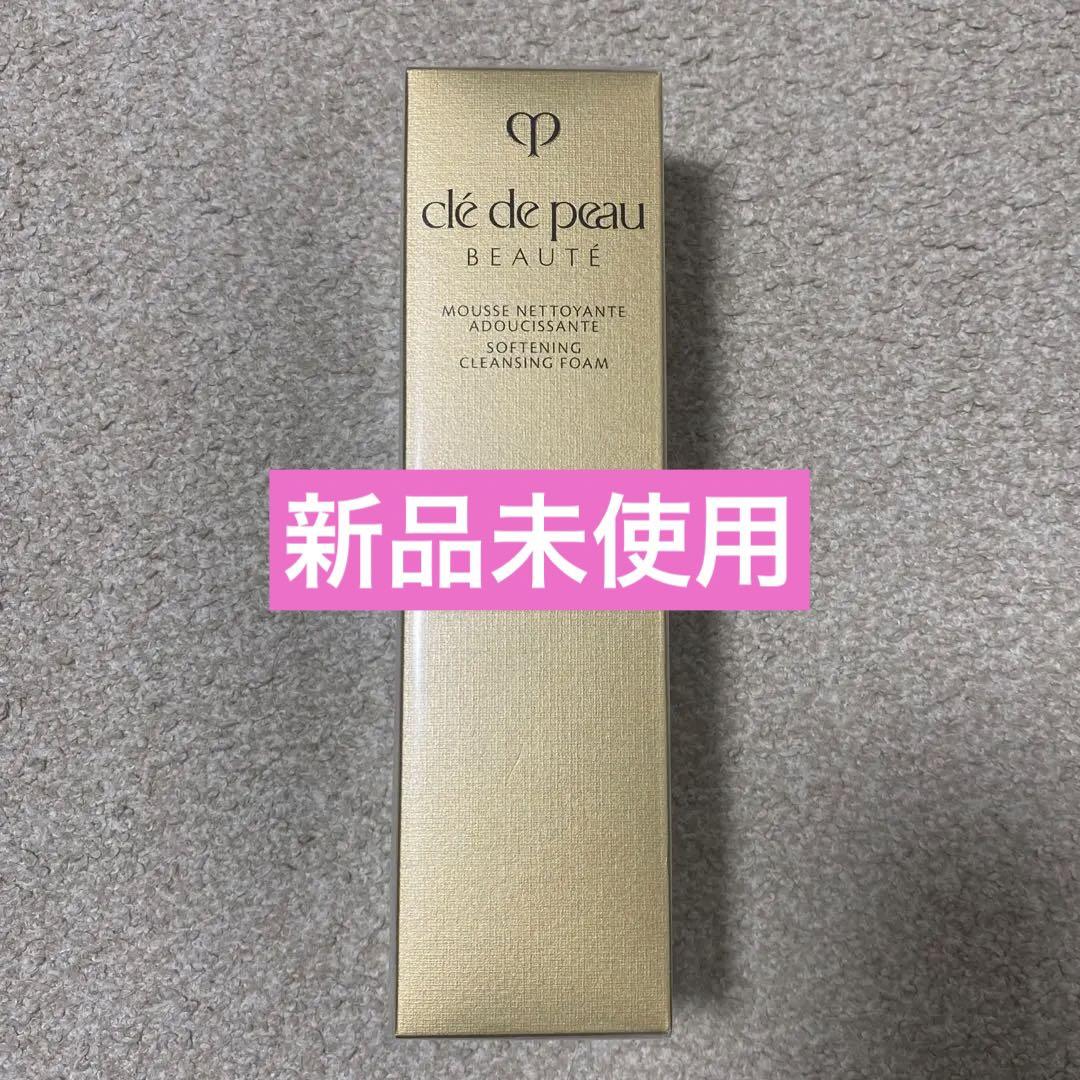 clé de peau
BEAUTÉ
MOUSSE NETTOYANTE
ADOUCISSANTE
SOFTENING
CLEANSING FOAM
新品未使用